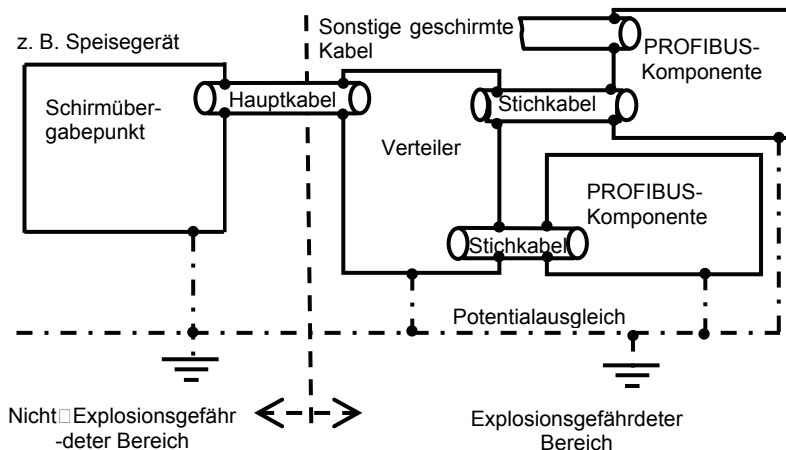 z. B. Speisegerät
Sonstige geschirmte
Kabel
PROFIBUS-
Komponente
Schirmüber-
gabepunkt
Hauptkabel
Stichkabel
Verteiler
PROFIBUS-
Komponente
Stichkabel
Potentialausgleich
Nicht□Explosionsgefähr
-deter Bereich
Explosionsgefährdeter
Bereich